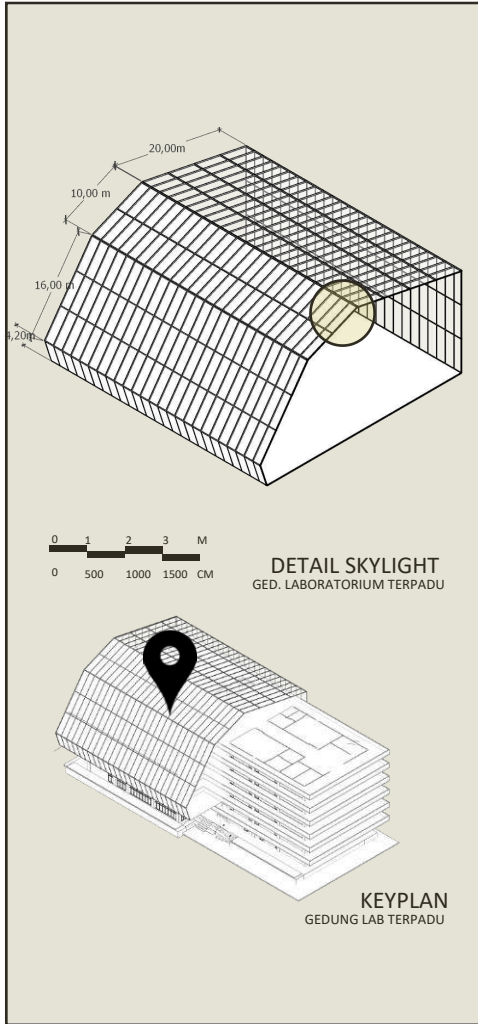 20,00m
10,00 m
16,00 m
4,20m
0 1 2 3 M
0 500 1000 1500 CM
DETAIL SKYLIGHT
GED. LABORATORIUM TERPADU
KEYPLAN
GEDUNG LAB TERPADU